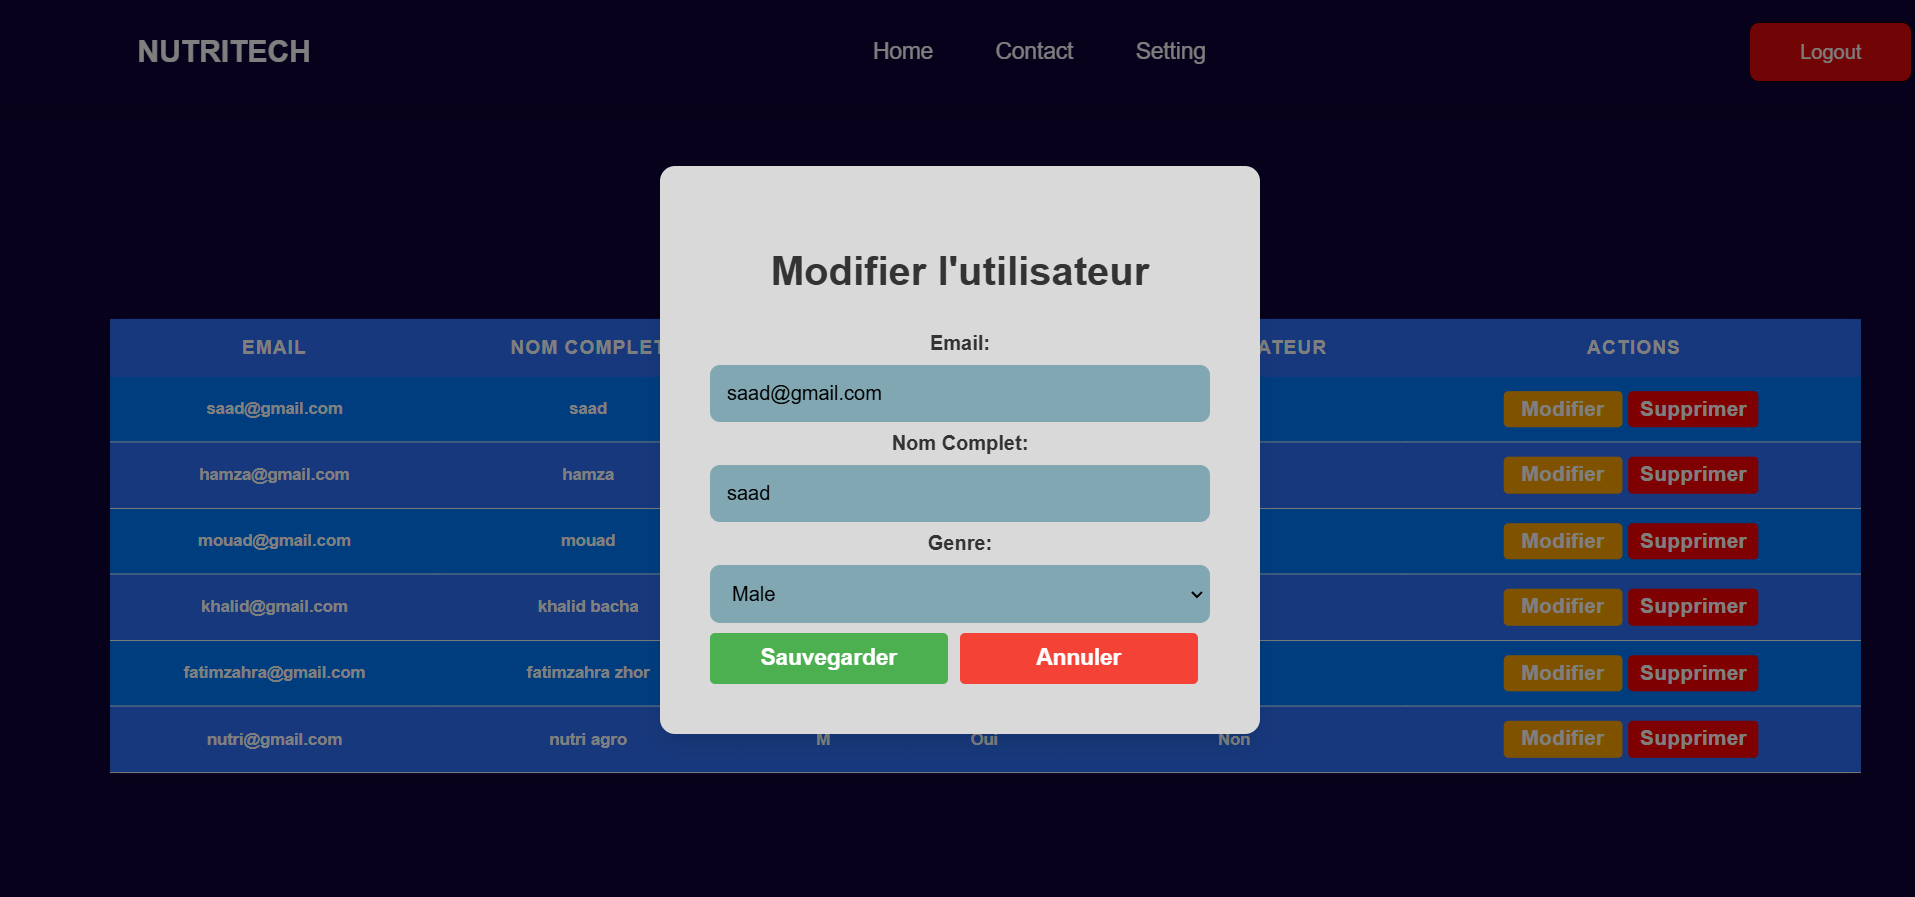 NUTRITECH Home Contact Setting Logout
Modifier l'utilisateur
Email:
saad@gmail.com
Nom Complet:
saad
Genre:
Male
Sauvegarder Annuler
EMAIL NOM COMPLET ATEUR ACTIONS
saad@gmail.com saad Modifier Supprimer
hamza@gmail.com hamza Modifier Supprimer
mouad@gmail.com mouad Modifier Supprimer
khalid@gmail.com khalid bacha Modifier Supprimer
fatimzahra@gmail.com fatimzahra zhor Modifier Supprimer
nutri@gmail.com nutri agro M Oui Non Modifier Supprimer